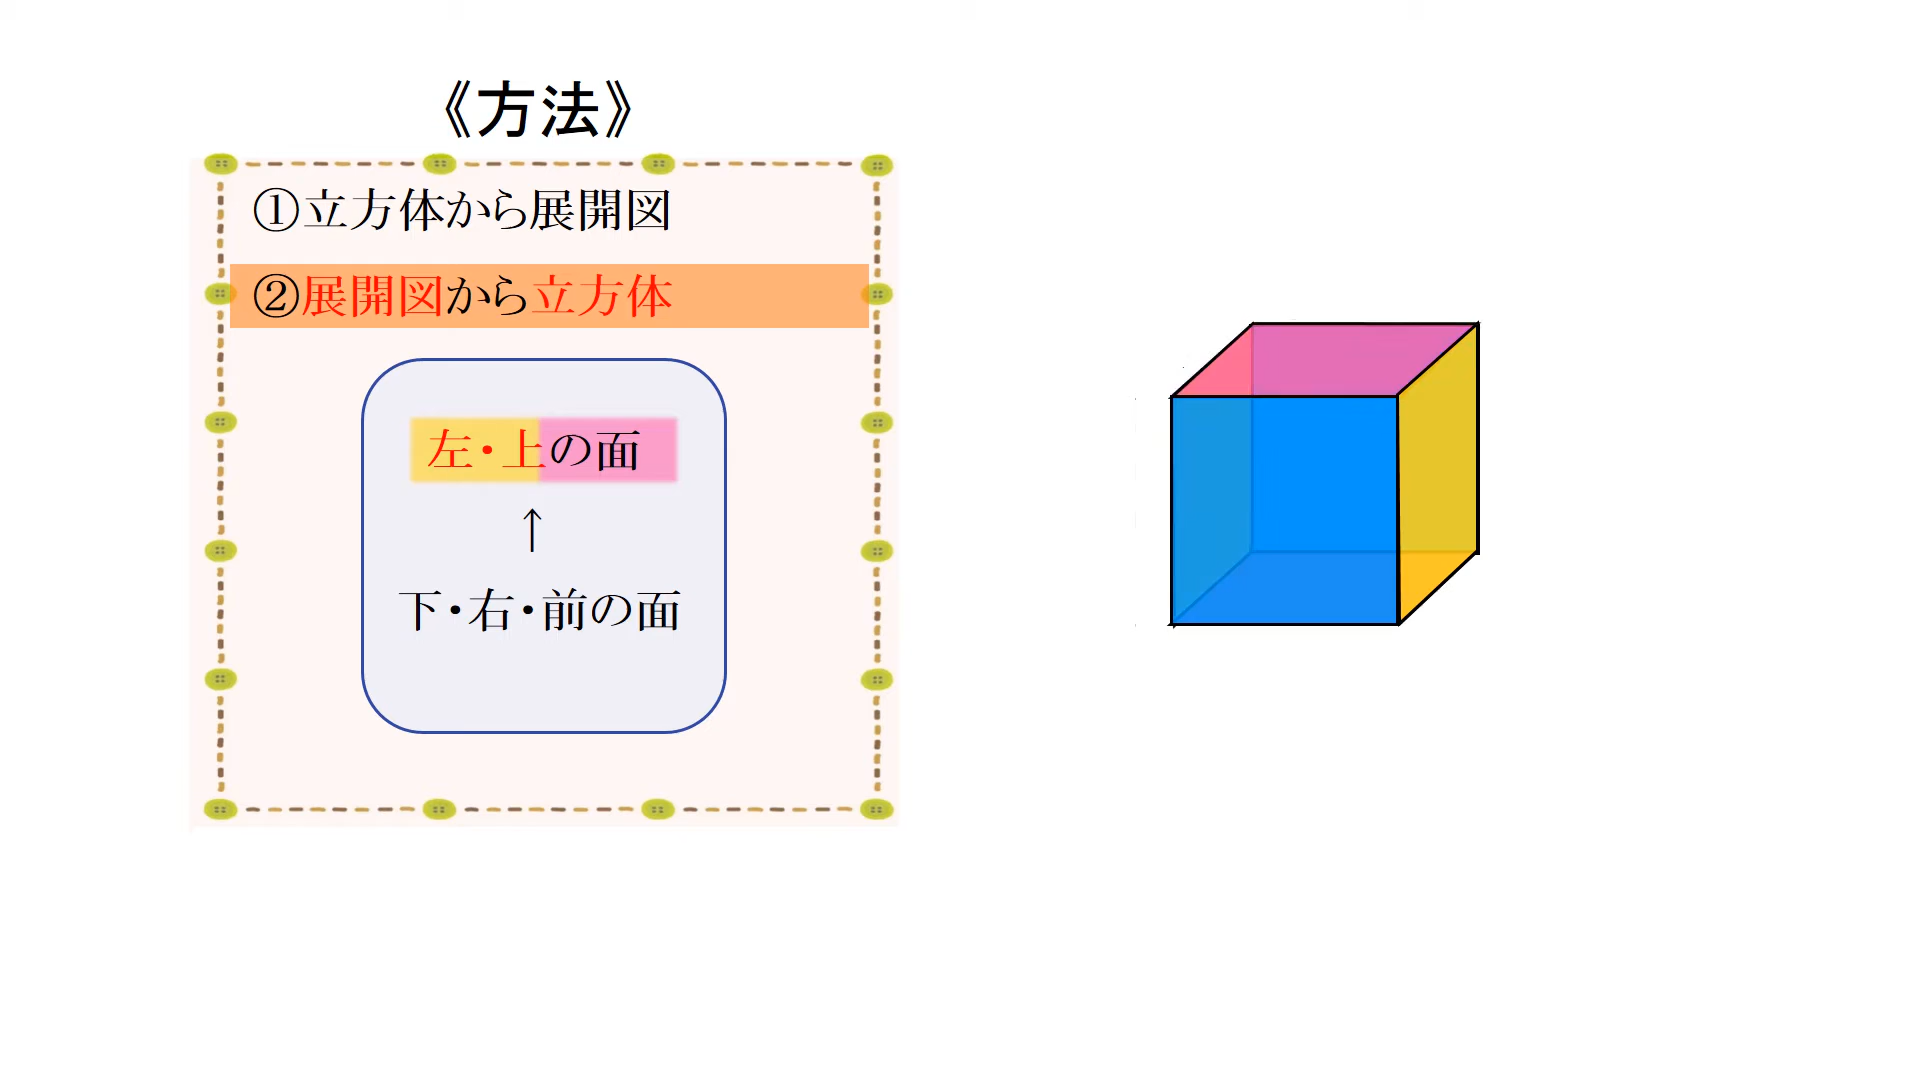 《方法》
①立方体から展開図
②展開図から立方体
左・上の面
↑
下・右・前の面